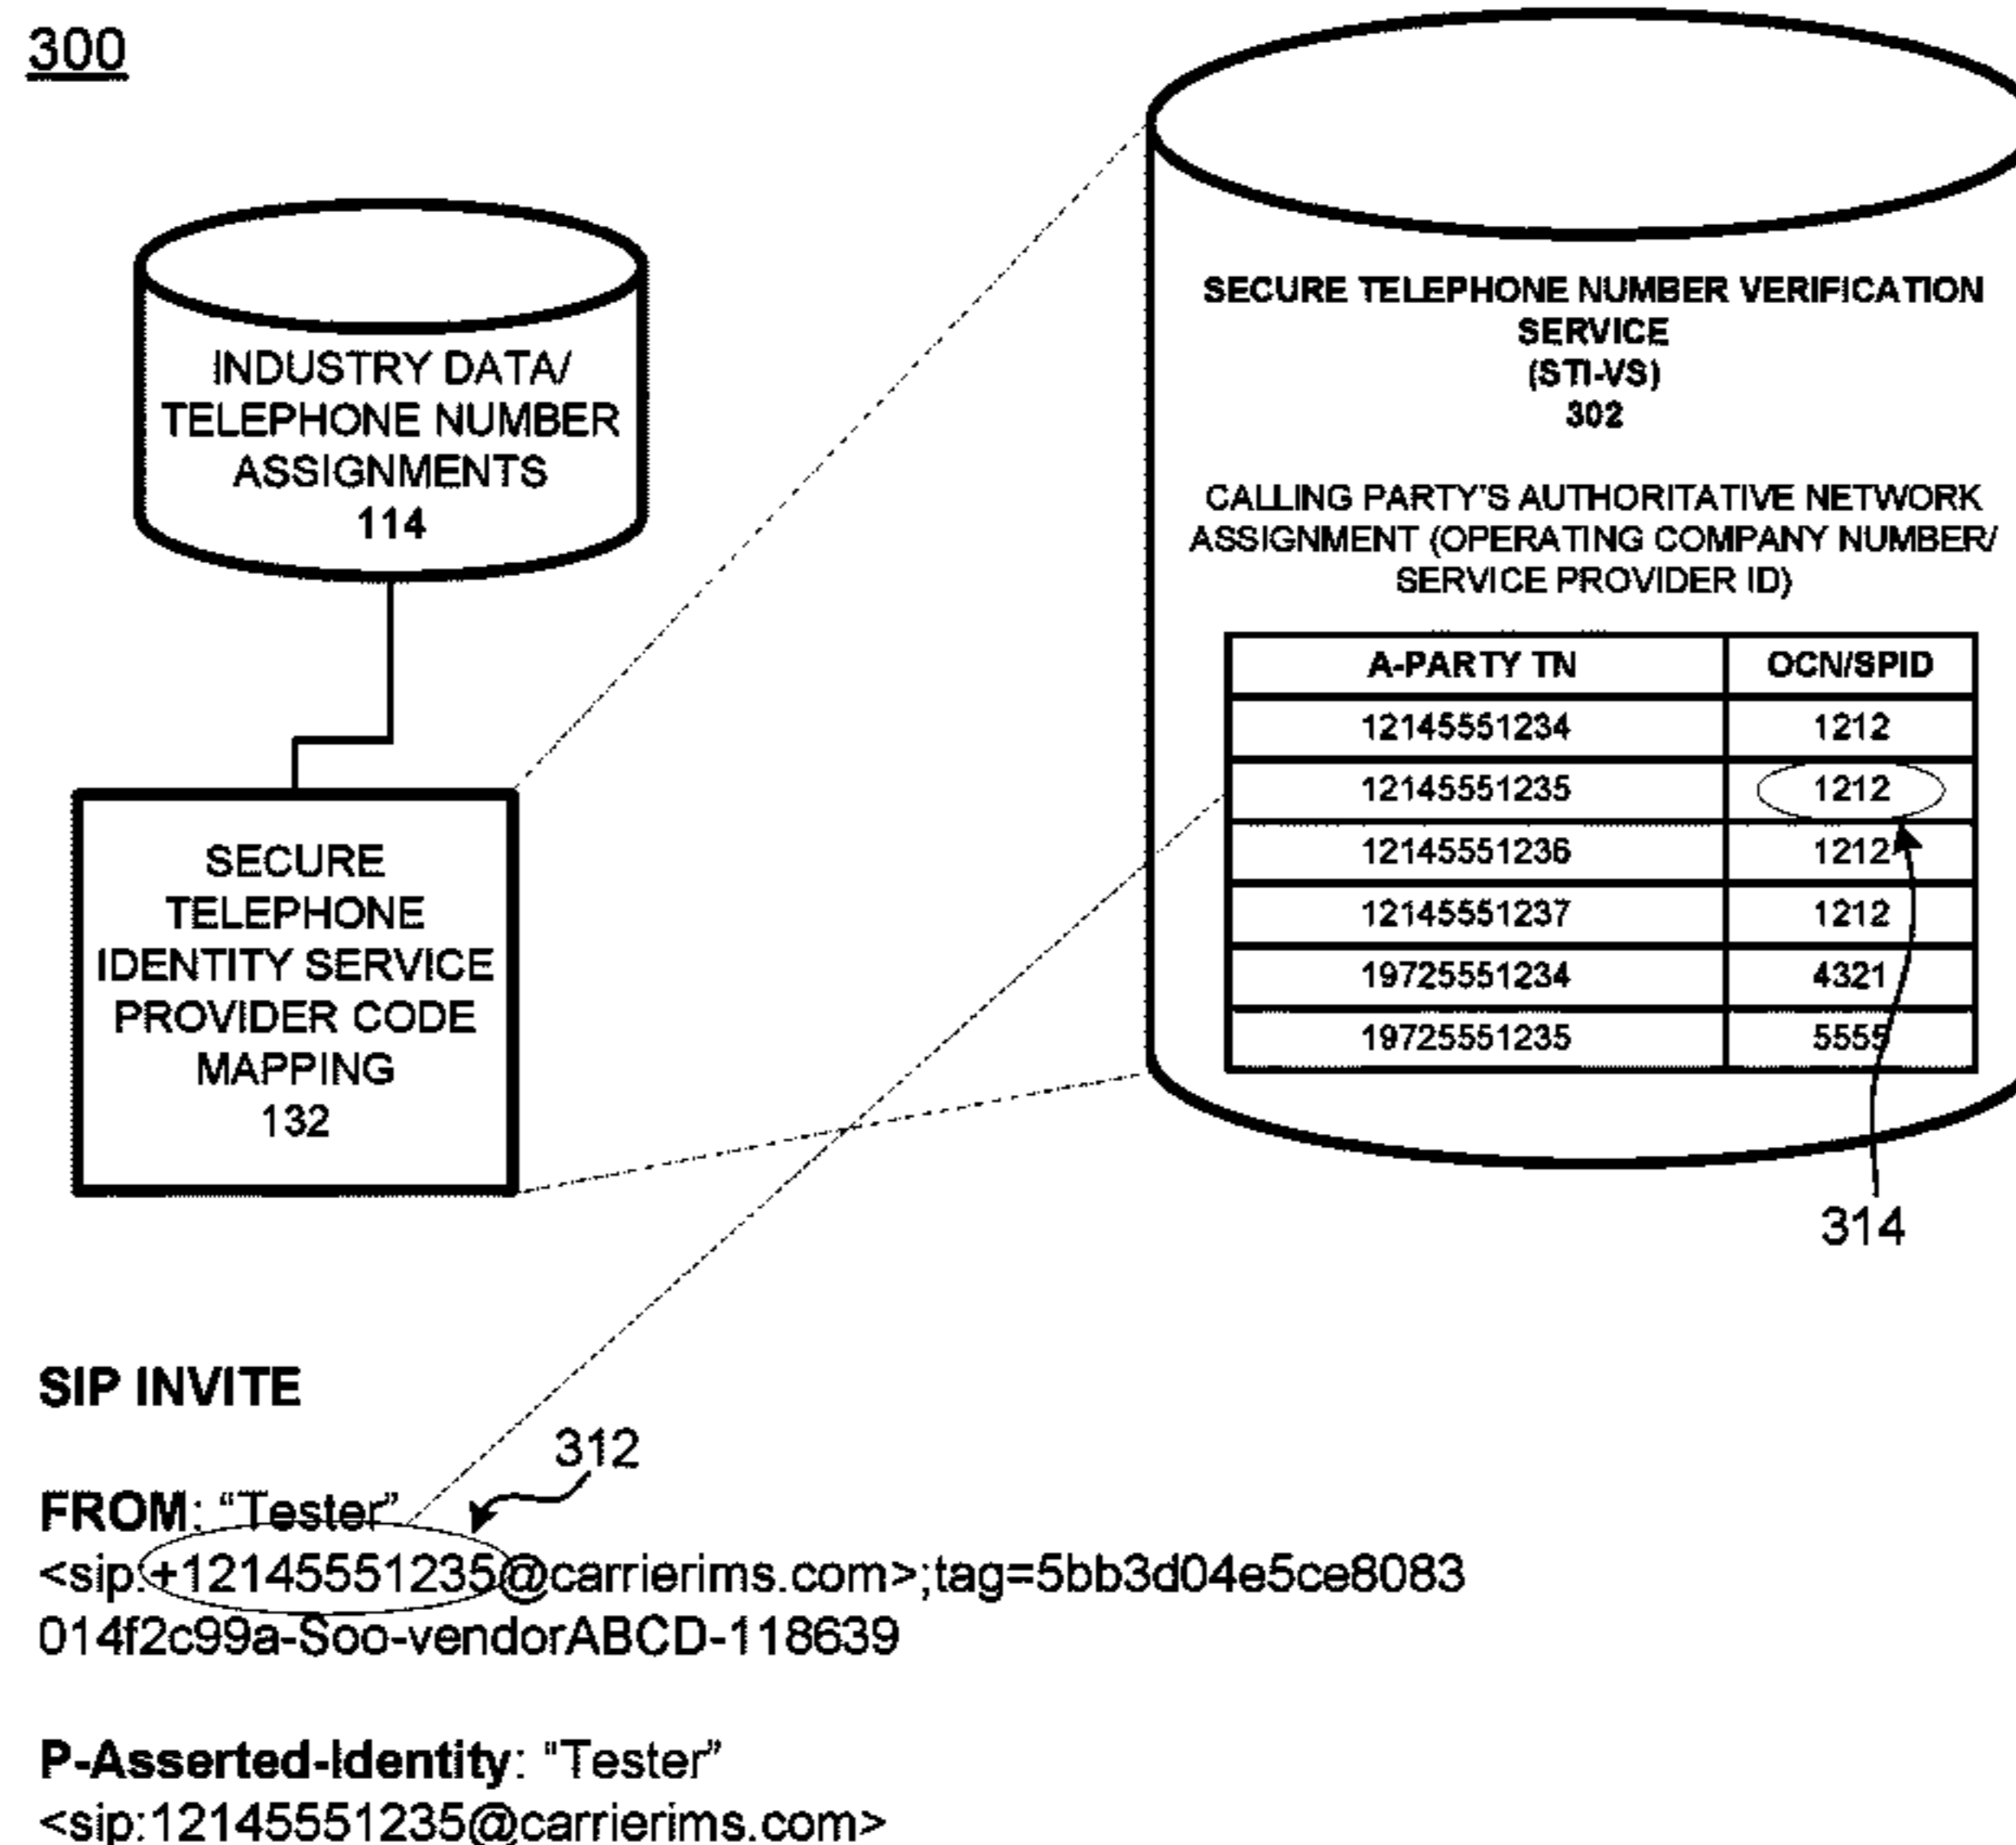 300
INDUSTRY DATA/
TELEPHONE NUMBER
ASSIGNMENTS
114
SECURE
TELEPHONE
IDENTITY SERVICE
PROVIDER CODE
MAPPING
132
SECURE TELEPHONE NUMBER VERIFICATION
SERVICE
(STI-VS)
302
CALLING PARTY'S AUTHORITATIVE NETWORK
ASSIGNMENT (OPERATING COMPANY NUMBER/
SERVICE PROVIDER ID)
A-PARTY TN OCN/SPID
12145551234 1212
12145551235 1212
12145551236 1212
12145551237 1212
19725551234 4321
19725551235 5555
314
SIP INVITE
312
FROM: “Tester”
<sip:+12145551235@carrierims.com>;tag=5bb3d04e5ce8083
014f2c99a-Soo-vendorABCD-118639
P-Asserted-Identity: “Tester”
<sip:12145551235@carrierims.com>